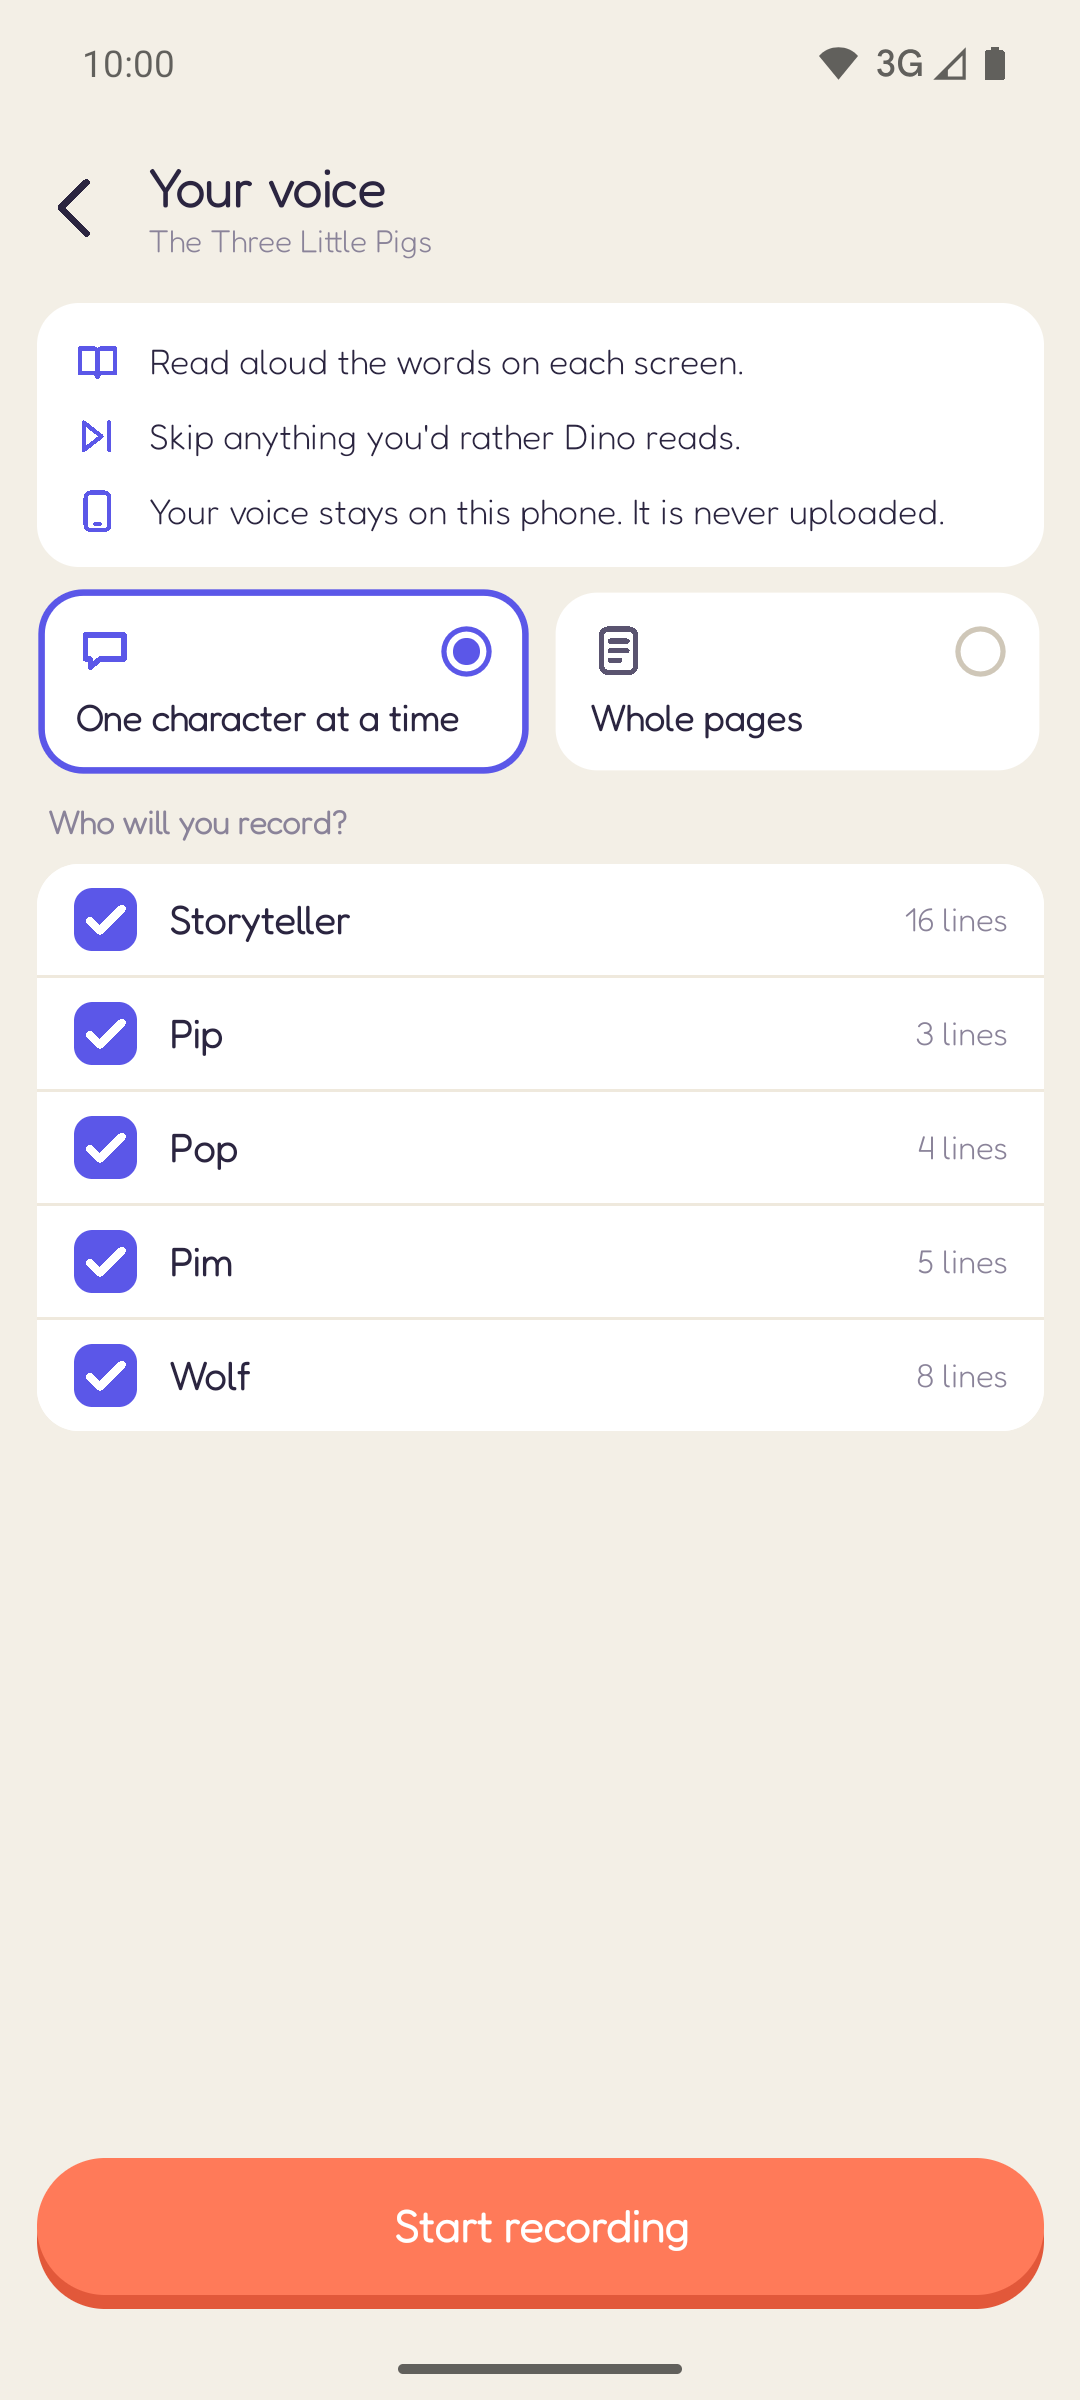 10:00
3G
Your voice
The Three Little Pigs
Read aloud the words on each screen.
Skip anything you'd rather Dino reads.
Your voice stays on this phone. It is never uploaded.
One character at a time
Whole pages
Who will you record?
Storyteller 16 lines
Pip 3 lines
Pop 4 lines
Pim 5 lines
Wolf 8 lines
Start recording